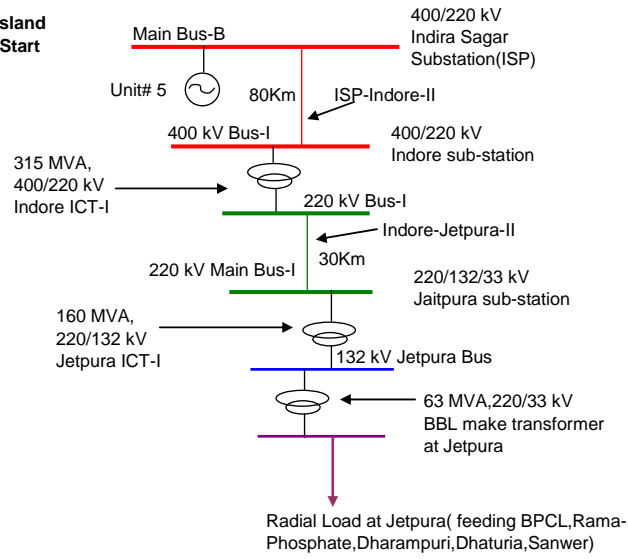 sland
Start
Main Bus-B
400/220 kV
Indira Sagar
Substation(ISP)
Unit# 5
80Km
ISP-Indore-II
400 kV Bus-I
400/220 kV
Indore sub-station
315 MVA,
400/220 kV
Indore ICT-I
220 kV Bus-I
Indore-Jetpura-II
30Km
220 kV Main Bus-I
220/132/33 kV
Jaitpura sub-station
160 MVA,
220/132 kV
Jetpura ICT-I
132 kV Jetpura Bus
63 MVA,220/33 kV
BBL make transformer
at Jetpura
Radial Load at Jetpura( feeding BPCL,Rama-
Phosphate,Dharampuri,Dhaturia,Sanwer)